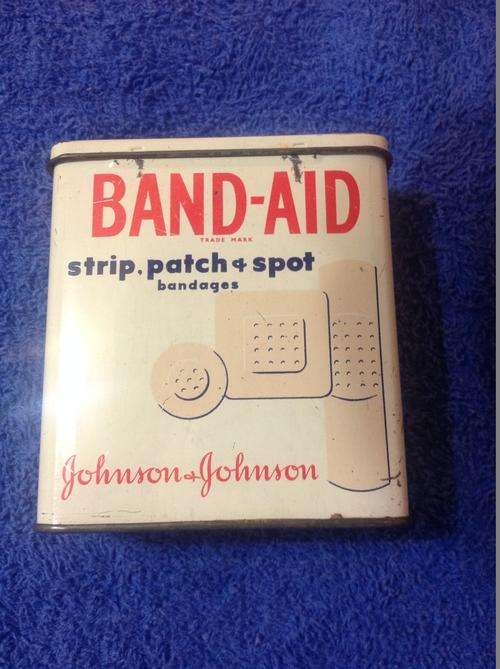 BAND-AID
TRADE MARK
strip, patch & spot
bandages
Johnson & Johnson